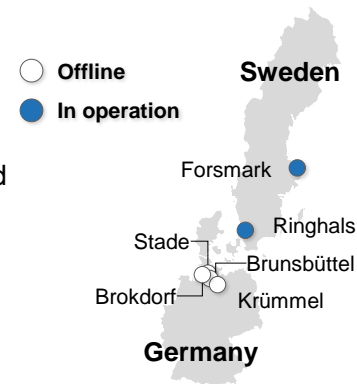 Offline
In operation
Sweden
d
Forsmark
Ringhals
Stade
Brunsbüttel
Brokdorf
Krümmel
Germany